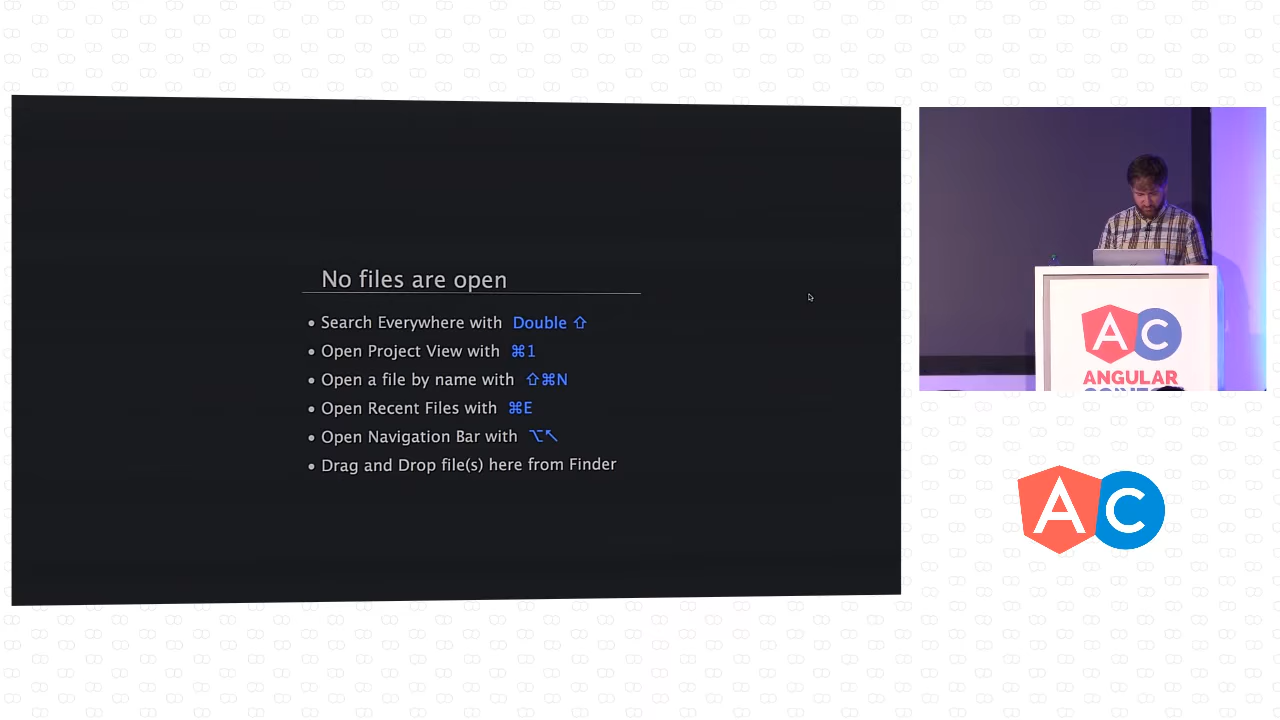 No files are open
• Search Everywhere with Double ⇧
• Open Project View with ⌘1
• Open a file by name with ⇧⌘N
• Open Recent Files with ⌘E
• Open Navigation Bar with ⌥↖
• Drag and Drop file(s) here from Finder
AC
ANGULAR
CONNECT
AC